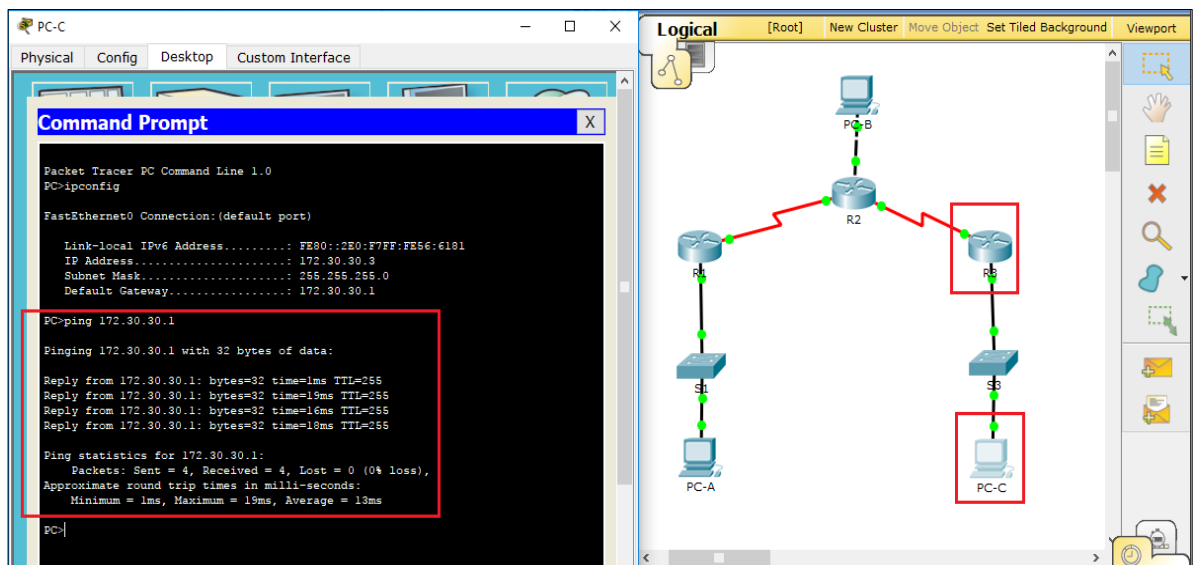 PC-C
Physical Config Desktop Custom Interface
Command Prompt
X
Packet Tracer PC Command Line 1.0
PC>ipconfig
FastEthernet0 Connection:(default port)
Link-local IPv6 Address.........: FE80::2E0:F7FF:FE56:6181
IP Address......................: 172.30.30.3
Subnet Mask.....................: 255.255.255.0
Default Gateway.................: 172.30.30.1
PC>ping 172.30.30.1
Pinging 172.30.30.1 with 32 bytes of data:
Reply from 172.30.30.1: bytes=32 time=1ms TTL=255
Reply from 172.30.30.1: bytes=32 time=19ms TTL=255
Reply from 172.30.30.1: bytes=32 time=16ms TTL=255
Reply from 172.30.30.1: bytes=32 time=18ms TTL=255
Ping statistics for 172.30.30.1:
Packets: Sent = 4, Received = 4, Lost = 0 (0% loss),
Approximate round trip times in milli-seconds:
Minimum = 1ms, Maximum = 19ms, Average = 13ms
PC>
Logical [Root] New Cluster Move Object Set Tiled Background Viewport
PC-B
R2
R1
R3
S1
S3
PC-A
PC-C